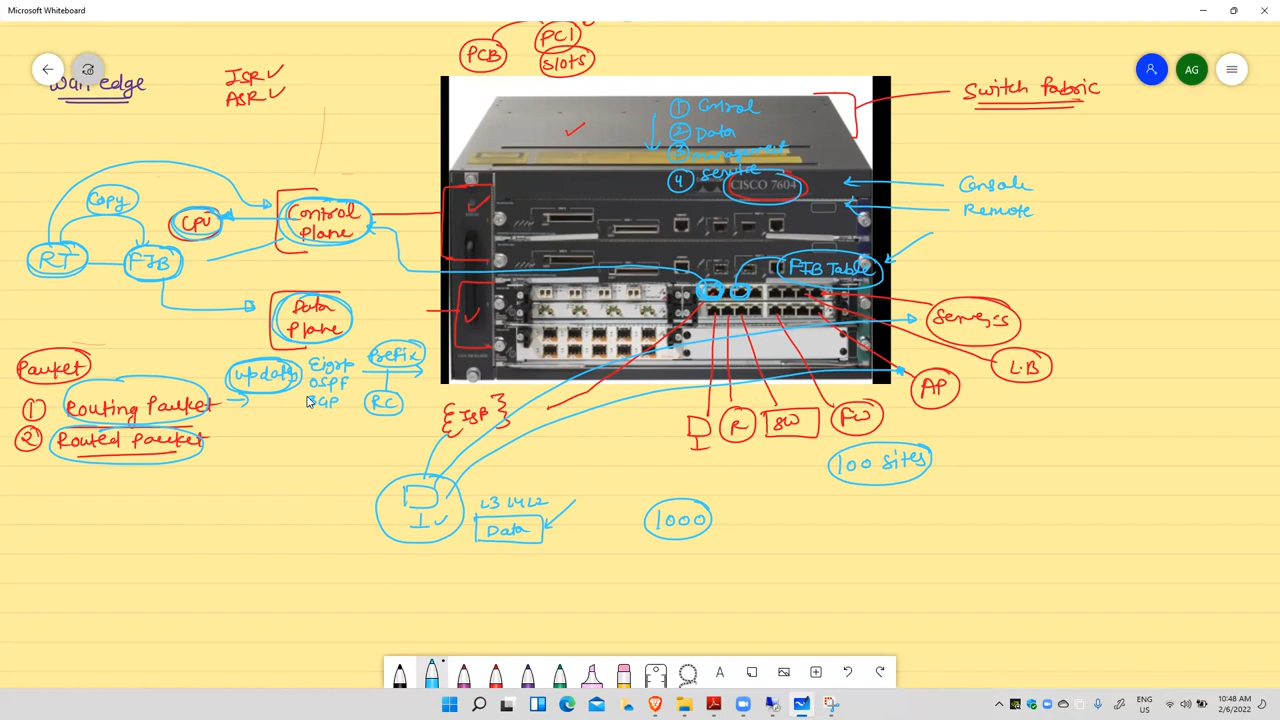 Microsoft Whiteboard
PCB
PCI
slots
Wan edge
ISR
ASR
Switch fabric
AG
① Control
② Data
③ management
④ service
CISCO 7604
Console
Remote
Copy
CPU
Control
plane
RT
FIB
FIB Table
Data
plane
Servers
L.B
AP
Packet
① Routing Packet
② Routed packet
update
Eigrp
OSPF
BGP
Prefix
RC
{ISP}
R
SW
FW
100 Sites
L3 L4 L2
Data
1000
ENG
US
10:48 AM
2/6/2022